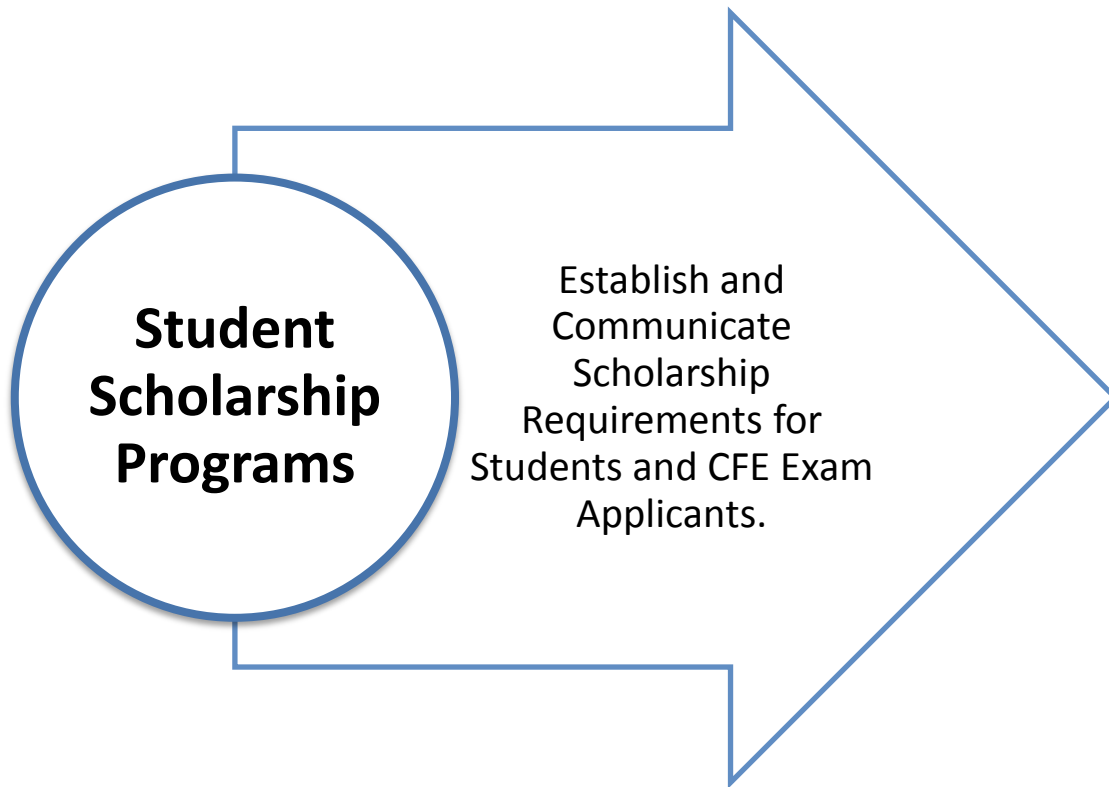 Student
Scholarship
Programs
Establish and
Communicate
Scholarship
Requirements for
Students and CFE Exam
Applicants.